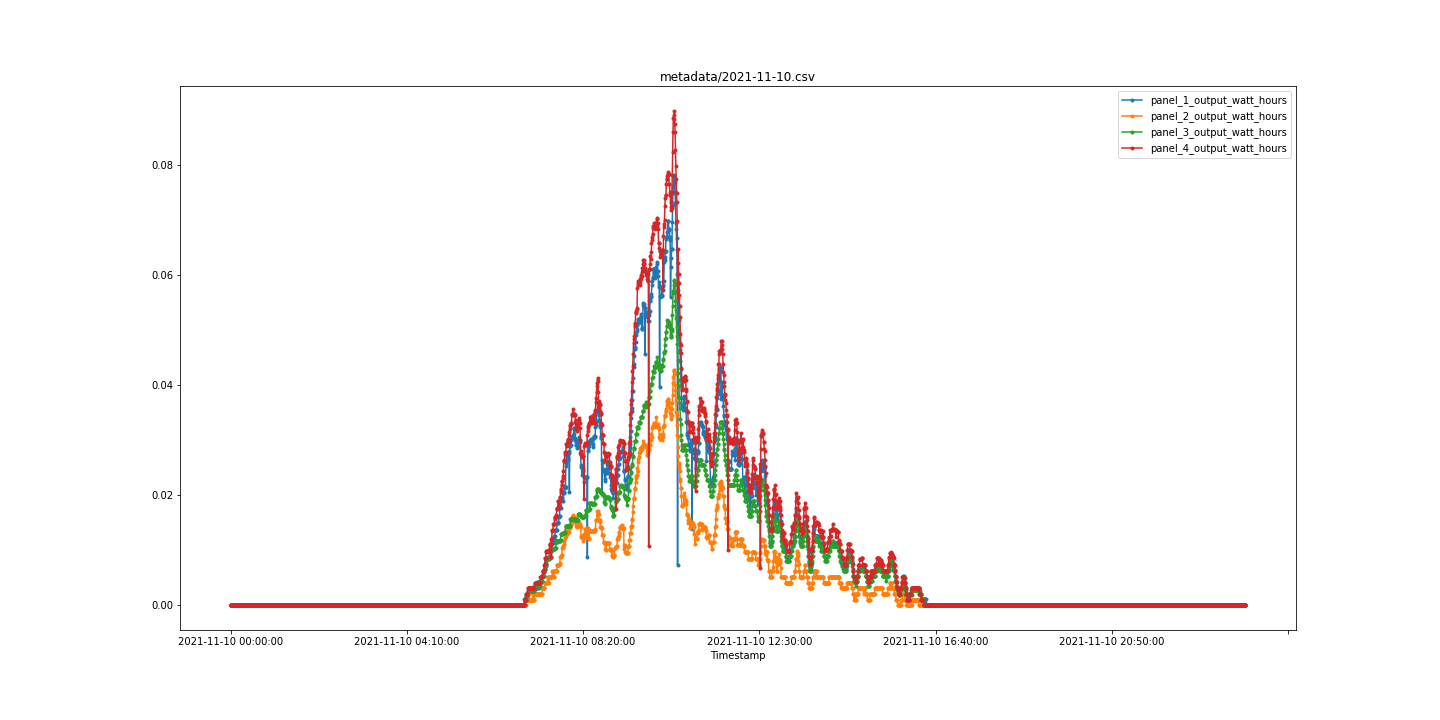 metadata/2021-11-10.csv
panel_1_output_watt_hours
panel_2_output_watt_hours
panel_3_output_watt_hours
panel_4_output_watt_hours
0.08
0.06
0.04
0.02
0.00
2021-11-10 00:00:00 2021-11-10 04:10:00 2021-11-10 08:20:00 2021-11-10 12:30:00 2021-11-10 16:40:00 2021-11-10 20:50:00
Timestamp